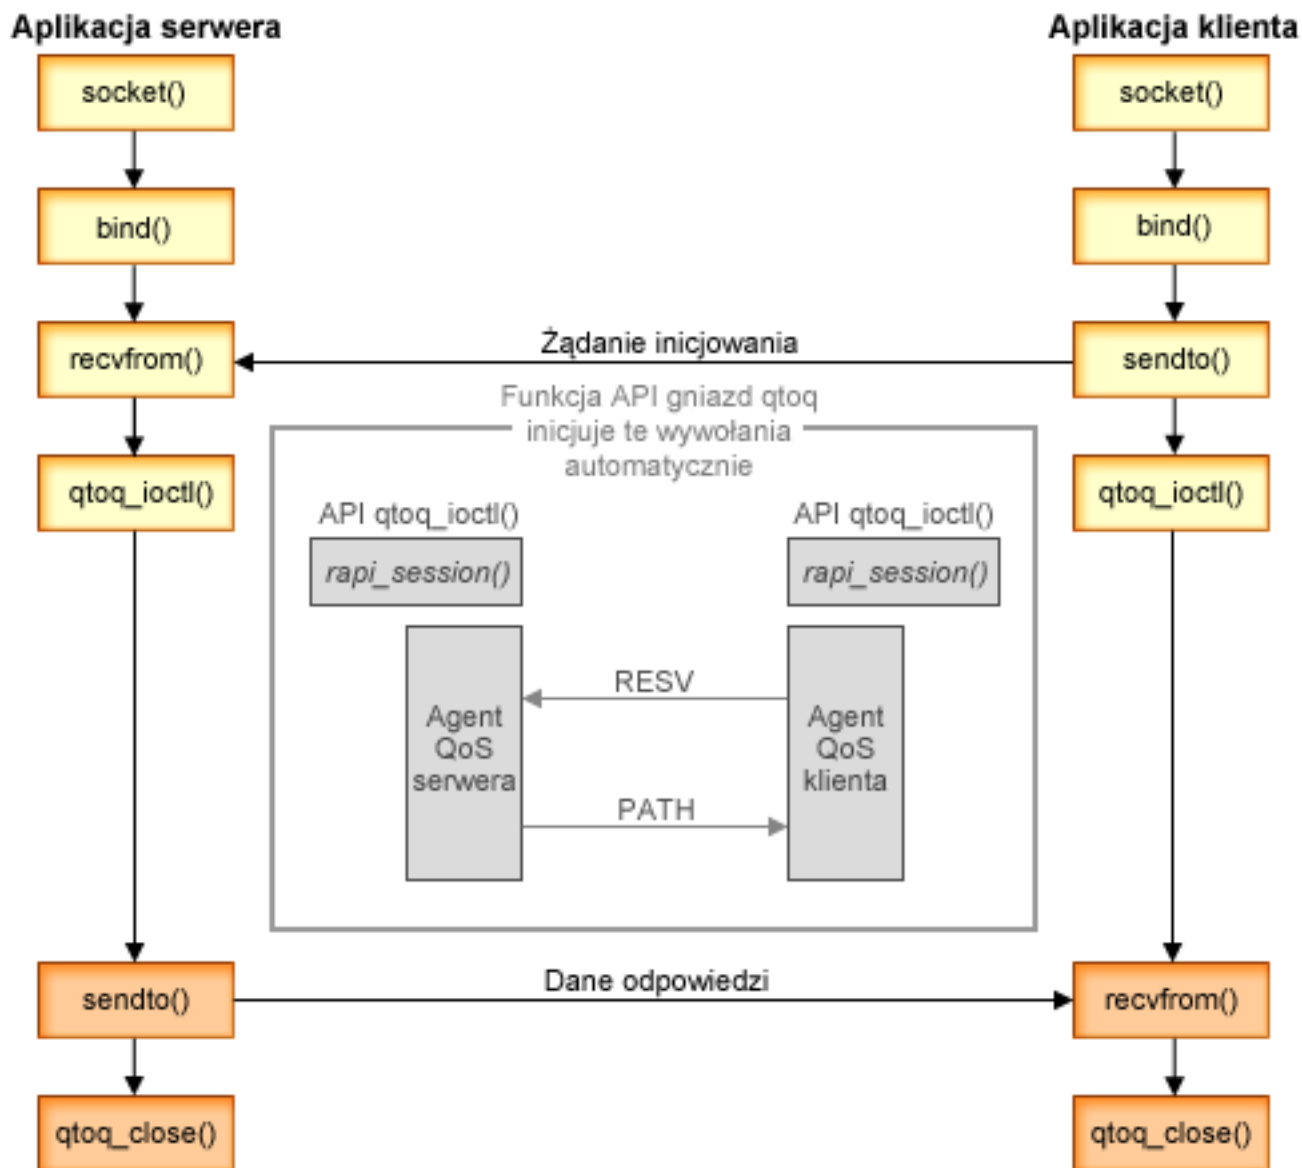 Aplikacja serwera
Aplikacja klienta
socket()
socket()
bind()
bind()
recvfrom()
Żądanie inicjowania
sendto()
Funkcja API gniazd qtoq
inicjuje te wywołania
automatycznie
qtoq_ioctl()
qtoq_ioctl()
API qtoq_ioctl()
API qtoq_ioctl()
rapi_session()
rapi_session()
RESV
Agent
QoS
serwera
Agent
QoS
klienta
PATH
sendto()
Dane odpowiedzi
recvfrom()
qtoq_close()
qtoq_close()